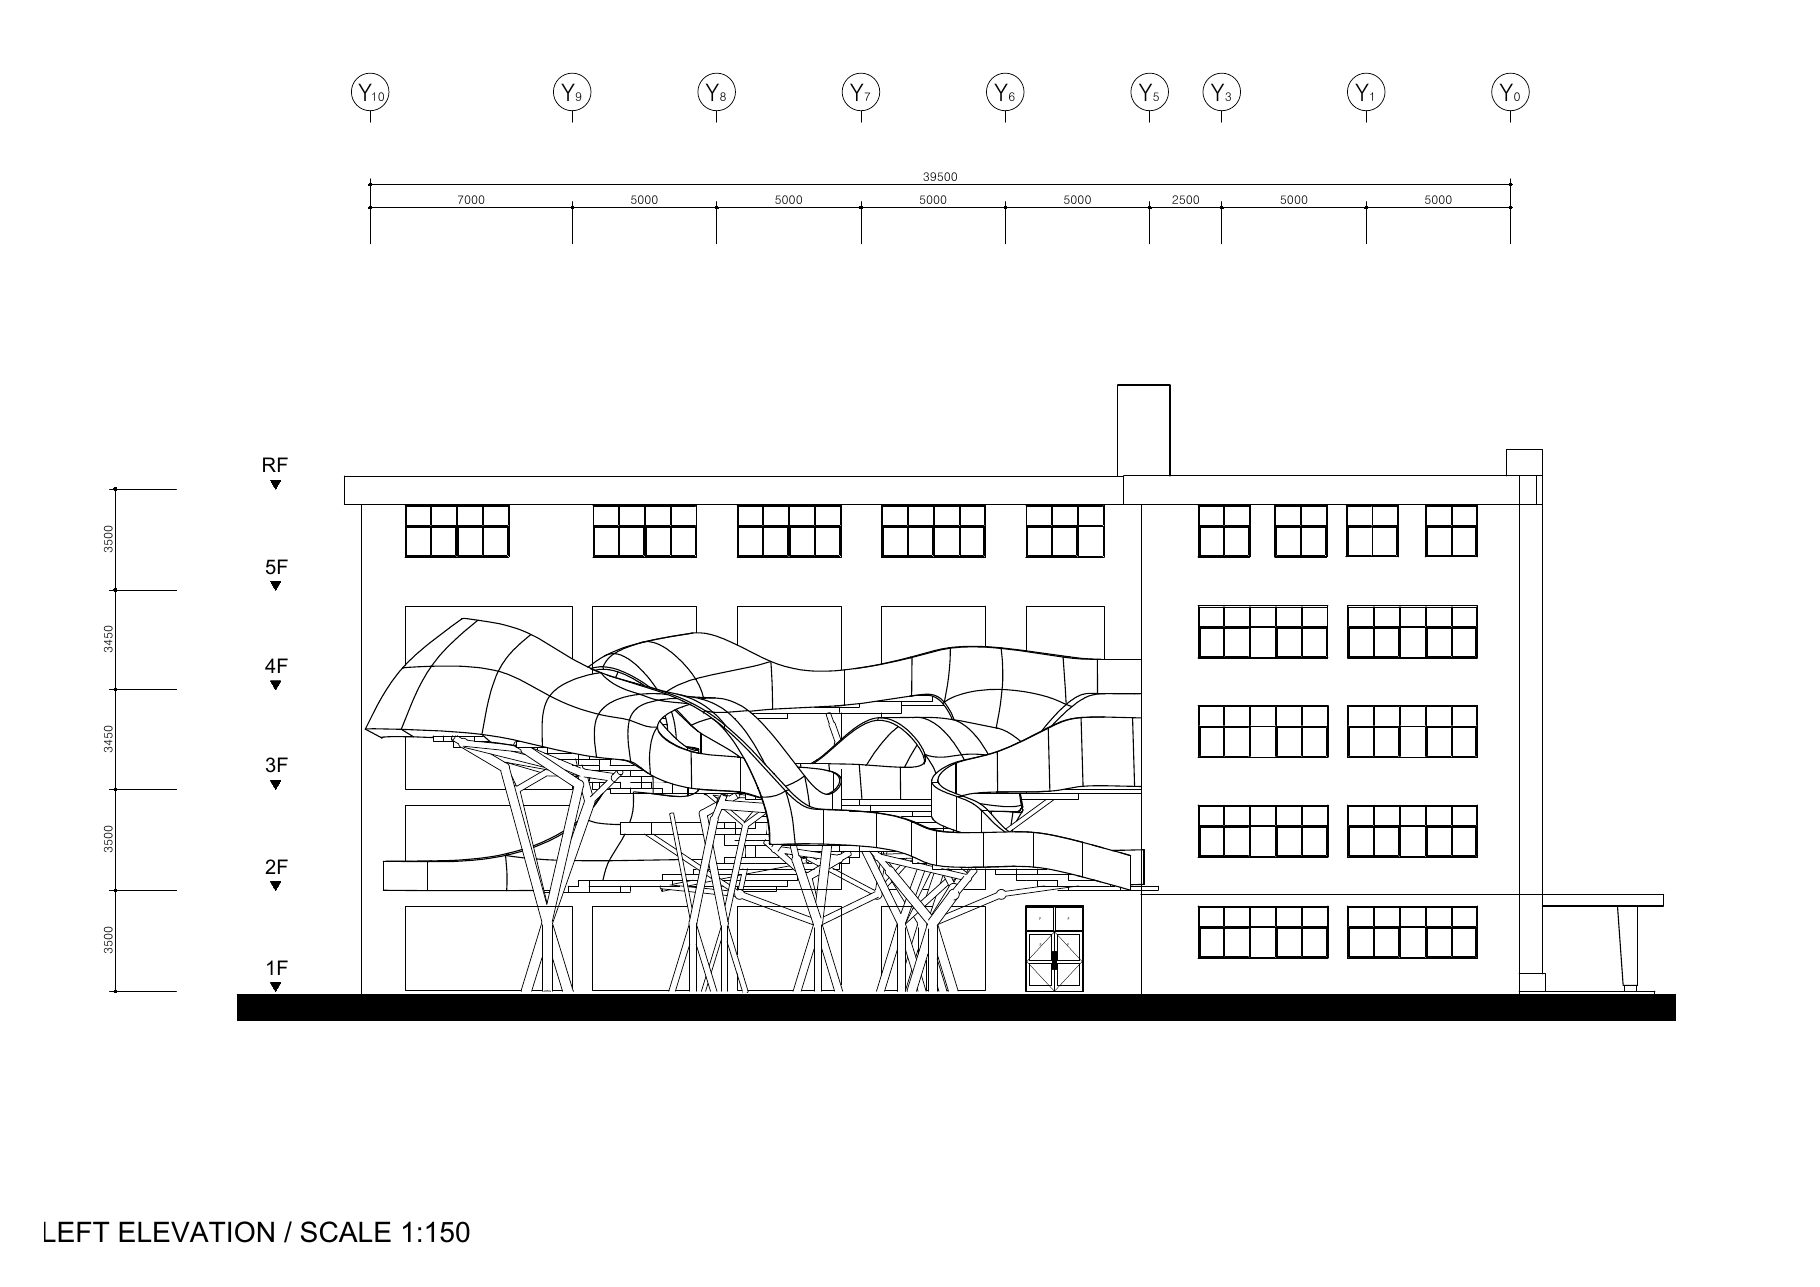 Y10 Y9 Y8 Y7 Y6 Y5 Y3 Y1 Y0
39500
7000 5000 5000 5000 5000 2500 5000 5000
RF
3500
5F
3450
4F
3450
3F
3500
2F
3500
1F
LEFT ELEVATION / SCALE 1:150